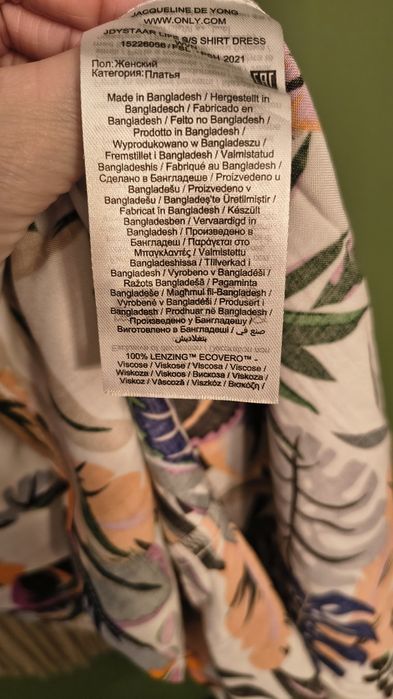 JACQUELINE DE YONG
WWW.ONLY.COM
JDYSTAAR LIFE S/S SHIRT DRESS
15226056 / 2021
Пол: Женский
Категория: Платья
EAC
Made in Bangladesh / Hergestellt in
Bangladesch / Fabricado en
Bangladesh / Feito no Bangladesh /
Prodotto in Bangladesh /
Wyprodukowano w Bangladeszu /
Fremstillet i Bangladesh / Valmistatud
Bangladeshis / Fabriqué au Bangladesh /
Сделано в Бангладеше / Proizvedeno u
Bangladešu / Proizvedeno v
Bangladešu / Bangladeş'te Üretilmiştir /
Fabricat în Bangladesh / Készült
Bangladesben / Vervaardigd in
Bangladesh / Произведено в
Бангладеш / Παράγεται στο
Μπαγκλαντές / Valmistettu
Bangladeshissa / Tillverkad i
Bangladesh / Vyrobeno v Bangladéši /
Ražots Bangladešā / Pagaminta
Bangladeše / Magħmul fil-Bangladesh /
Vyrobené v Bangladéši / Produsert i
Bangladesh / Prodhuar në Bangladesh /
Произведено у Бангладешу /
Виготовлено в Бангладеші / صنع في
بنغلاديش
100% LENZING™ ECOVERO™ -
Viscose / Viskose / Viscosa / Viscose /
Wiskoza / Viskoos / Вискоза / Viskoza /
Viskoz / Vâscoză / Viszkóz / Βισκόζη /